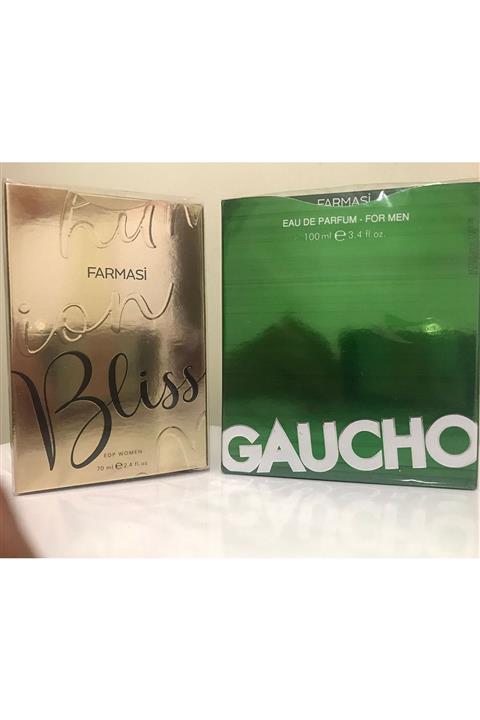 FARMASİ
ion
Bliss
EDP WOMEN
70 ml e 2.4 fl.oz.
FARMASİ
EAU DE PARFUM - FOR MEN
100 ml e 3.4 fl oz.
GAUCHO